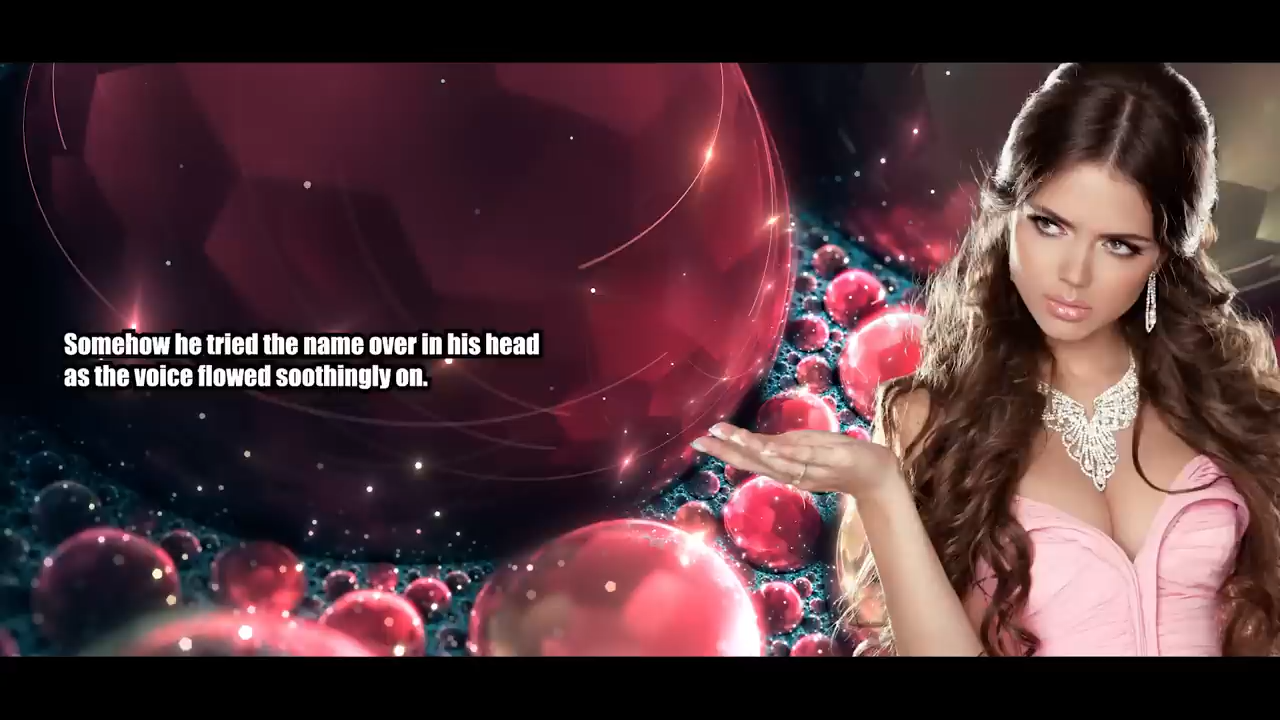 Somehow he tried the name over in his head
as the voice flowed soothingly on.